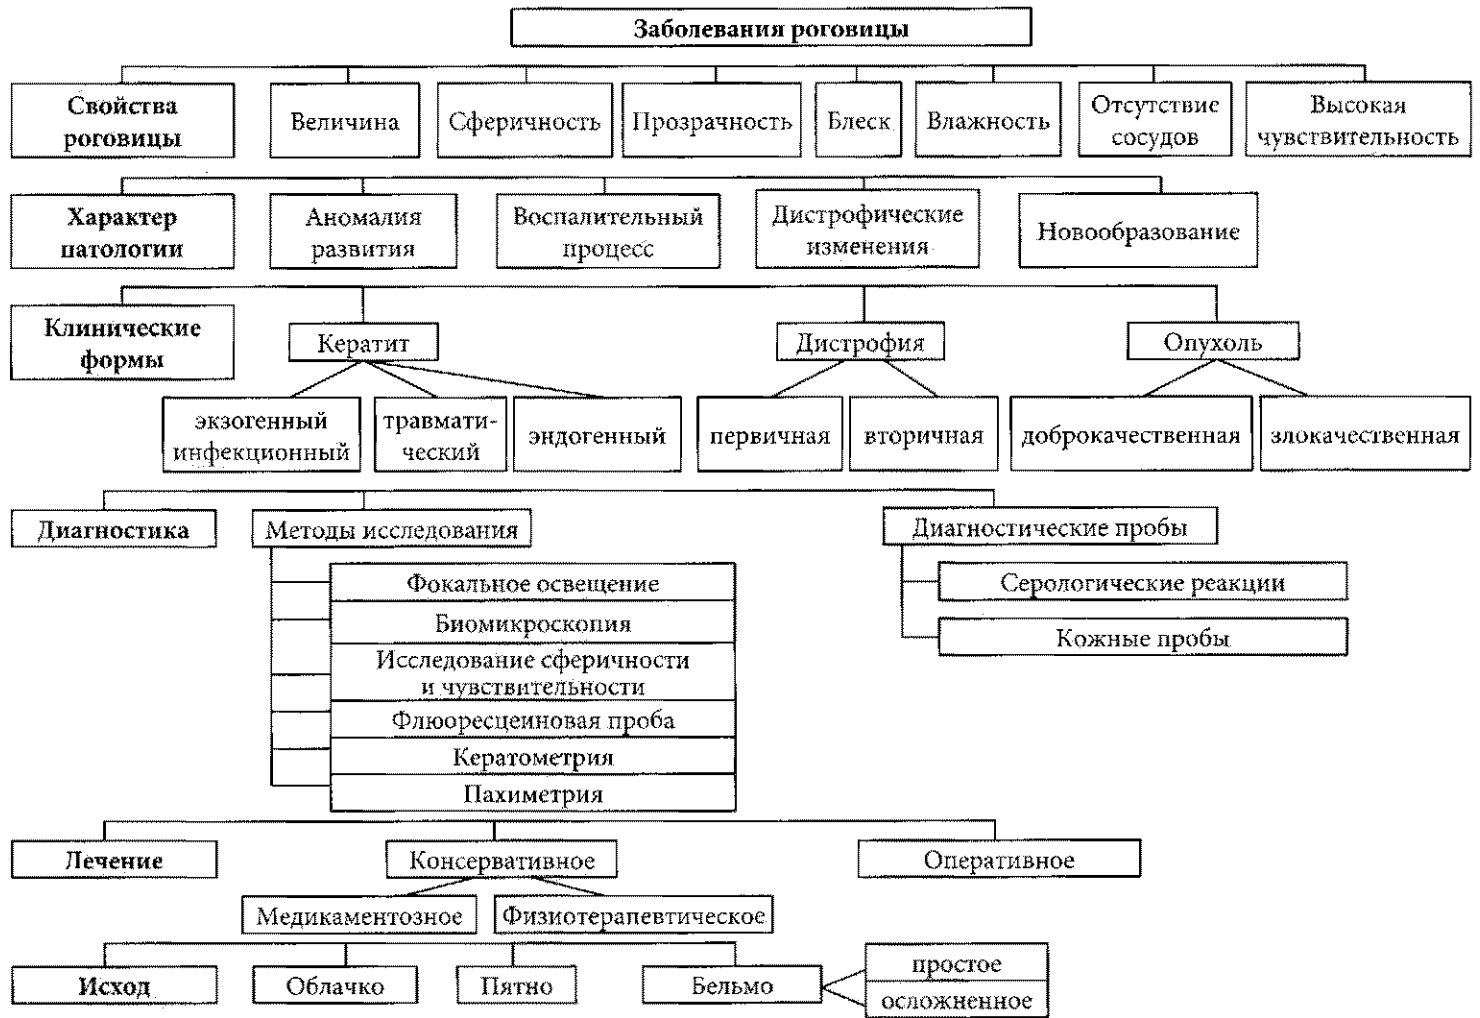 Заболевания роговицы
Свойства
роговицы
Величина
Сферичность
Прозрачность
Блеск
Влажность
Отсутствие
сосудов
Высокая
чувствительность
Характер
патологии
Аномалия
развития
Воспалительный
процесс
Дистрофические
изменения
Новообразование
Клинические
формы
Кератит
Дистрофия
Опухоль
экзогенный
инфекционный
травмати-
ческий
эндогенный
первичная
вторичная
доброкачественная
злокачественная
Диагностика
Методы исследования
Диагностические пробы
Фокальное освещение
Биомикроскопия
Исследование сферичности
и чувствительности
Флюоресцеиновая проба
Кератометрия
Пахиметрия
Серологические реакции
Кожные пробы
Лечение
Консервативное
Оперативное
Медикаментозное
Физиотерапевтическое
Исход
Облачко
Пятно
Бельмо
простое
осложненное